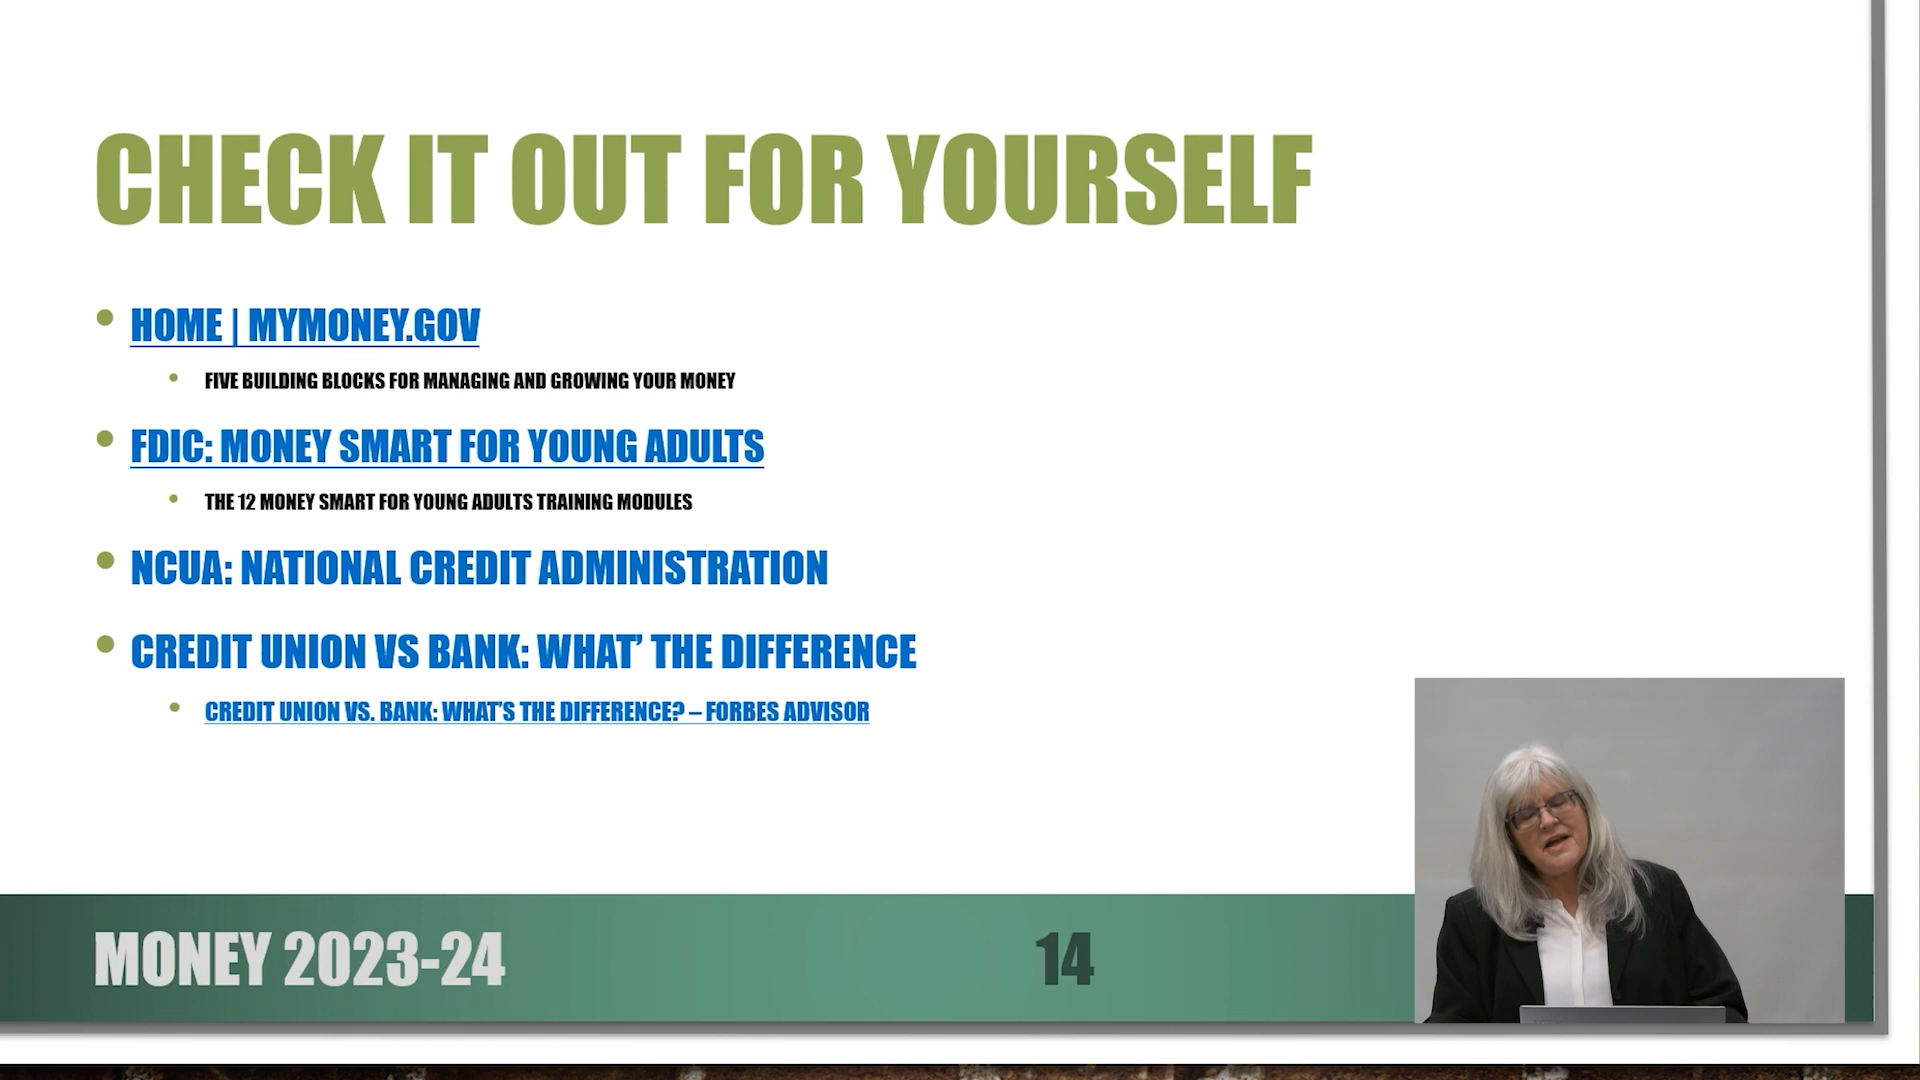 CHECK IT OUT FOR YOURSELF
HOME | MYMONEY.GOV
FIVE BUILDING BLOCKS FOR MANAGING AND GROWING YOUR MONEY
FDIC: MONEY SMART FOR YOUNG ADULTS
THE 12 MONEY SMART FOR YOUNG ADULTS TRAINING MODULES
NCUA: NATIONAL CREDIT ADMINISTRATION
CREDIT UNION VS BANK: WHAT’ THE DIFFERENCE
CREDIT UNION VS. BANK: WHAT’S THE DIFFERENCE? – FORBES ADVISOR
MONEY 2023-24
14